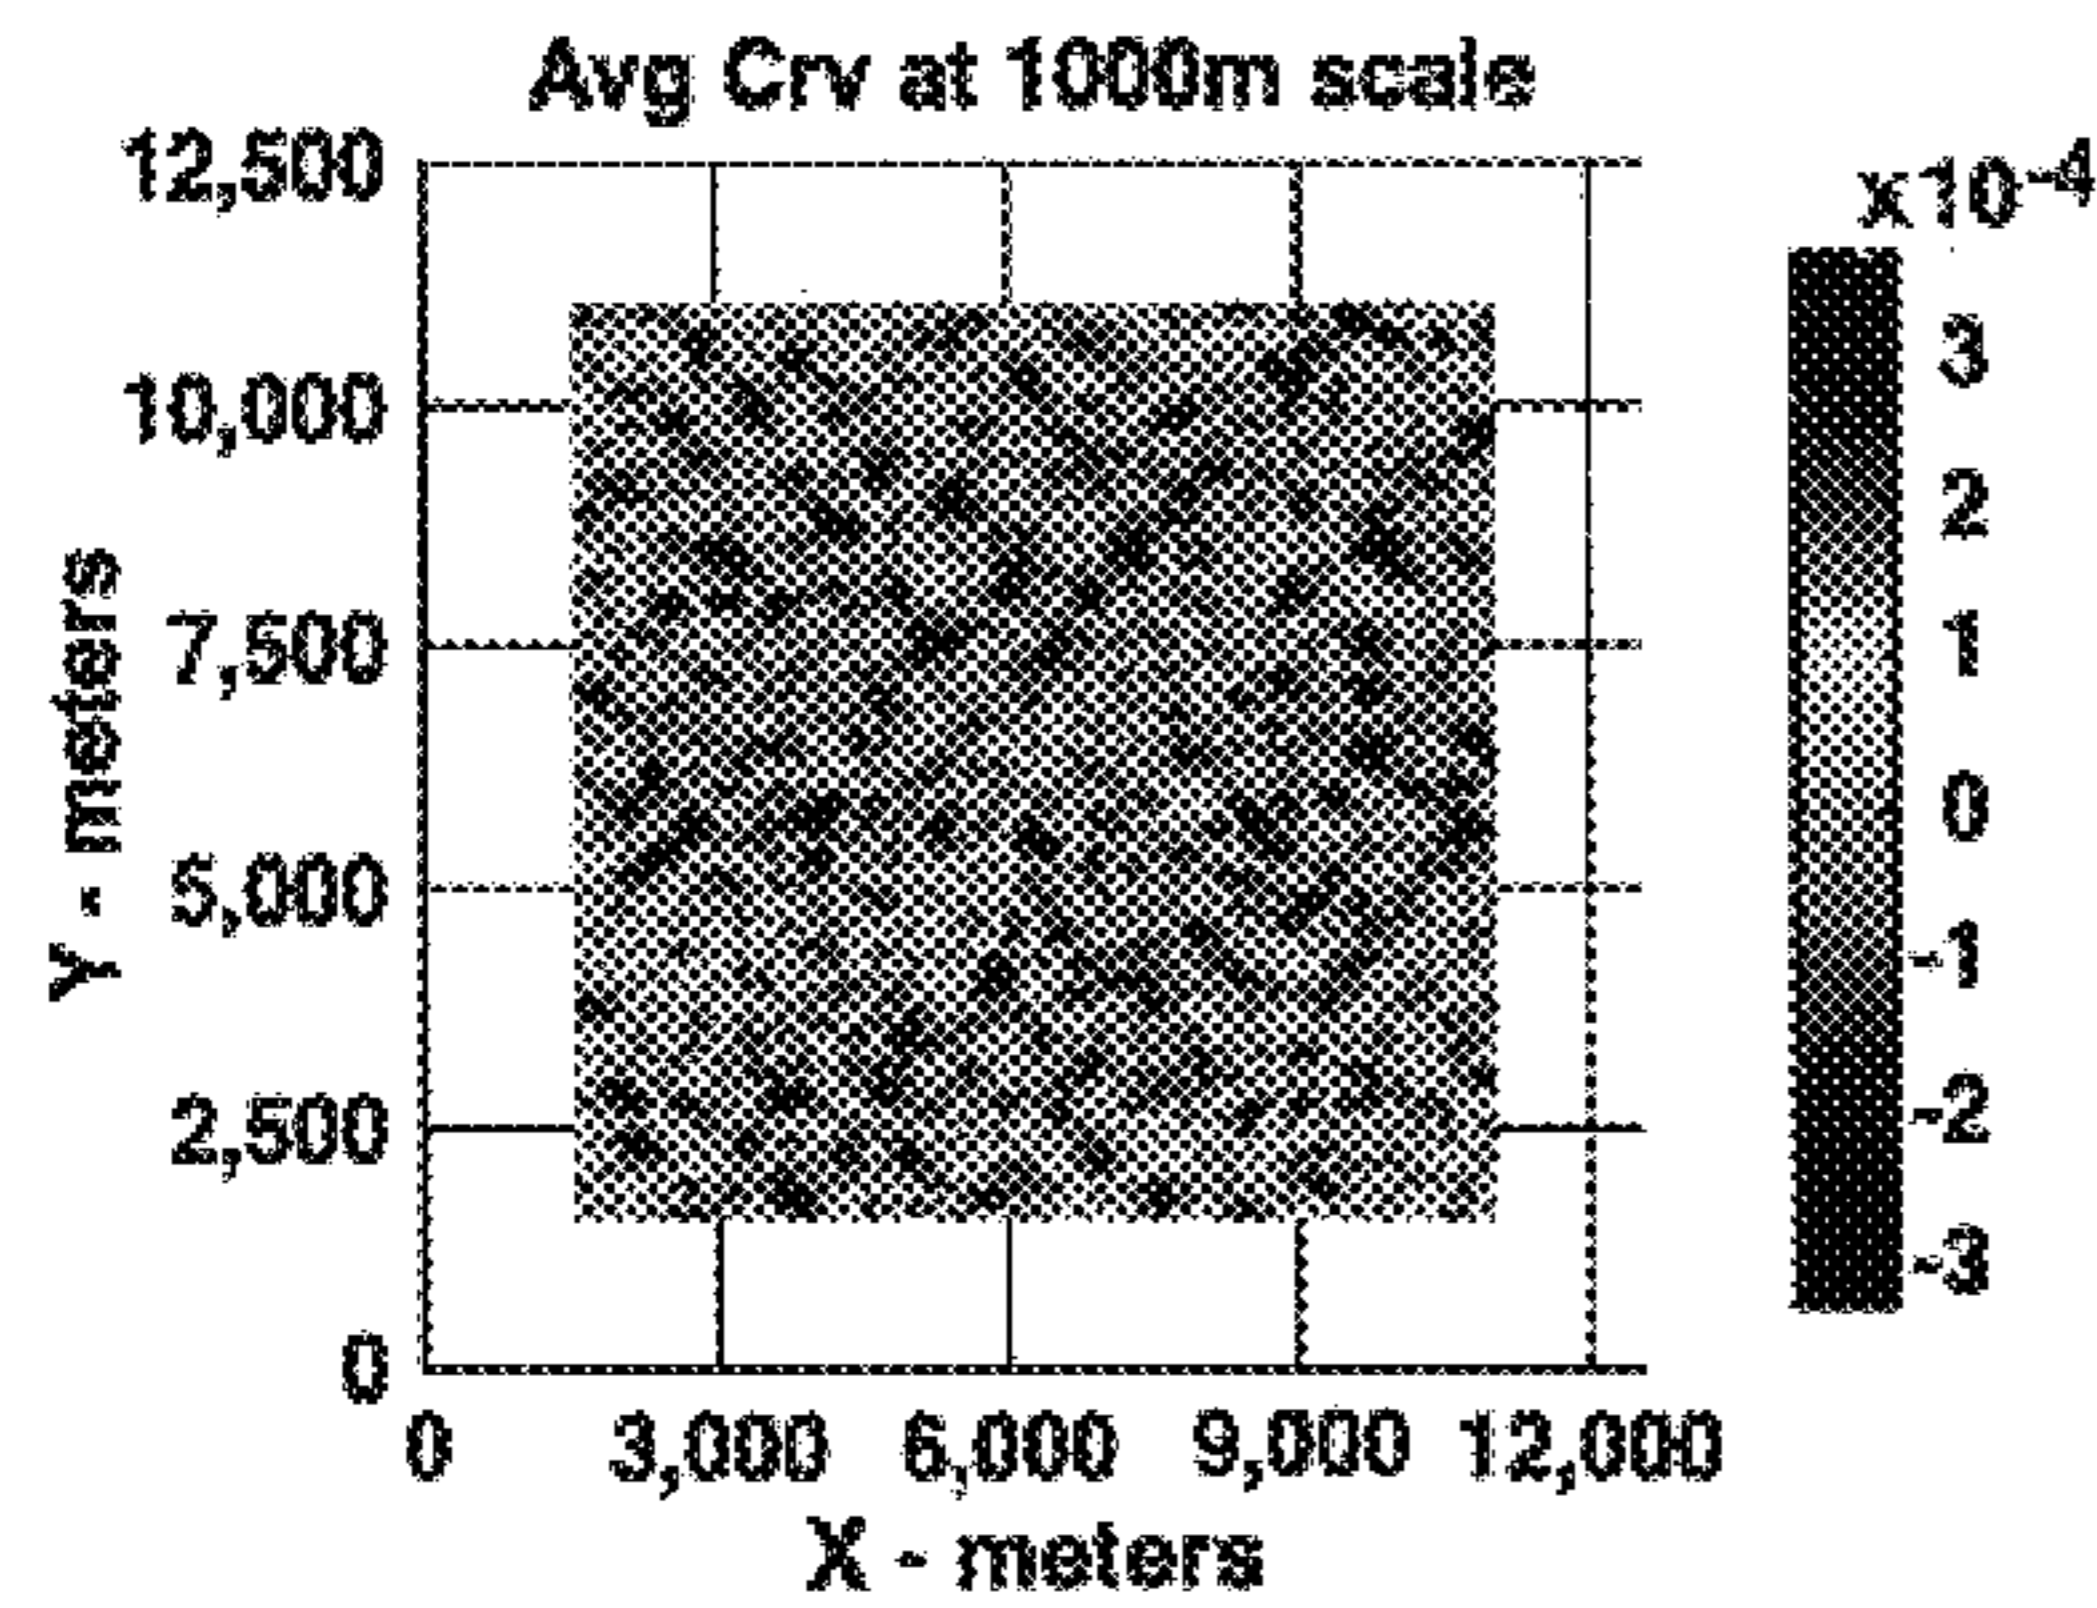 Avg Crv at 1000m scale
x10-4
12,500
10,000
7,500
5,000
2,500
0
Y - meters
0 3,000 6,000 9,000 12,000
X - meters
3
2
1
0
-1
-2
-3